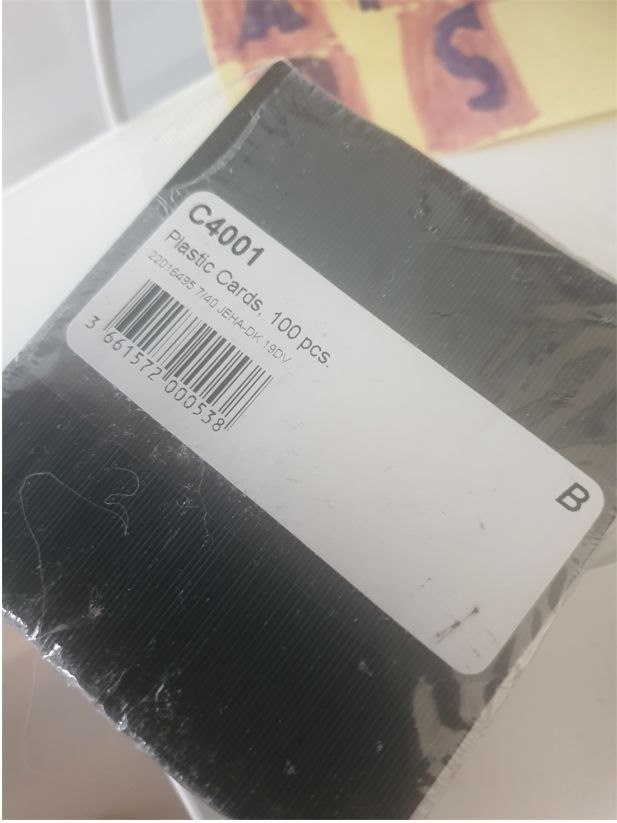 C4001
Plastic Cards, 100 pcs.
22016495 7/40 JEHA-DK 19DV
3 661572 000538
B
S